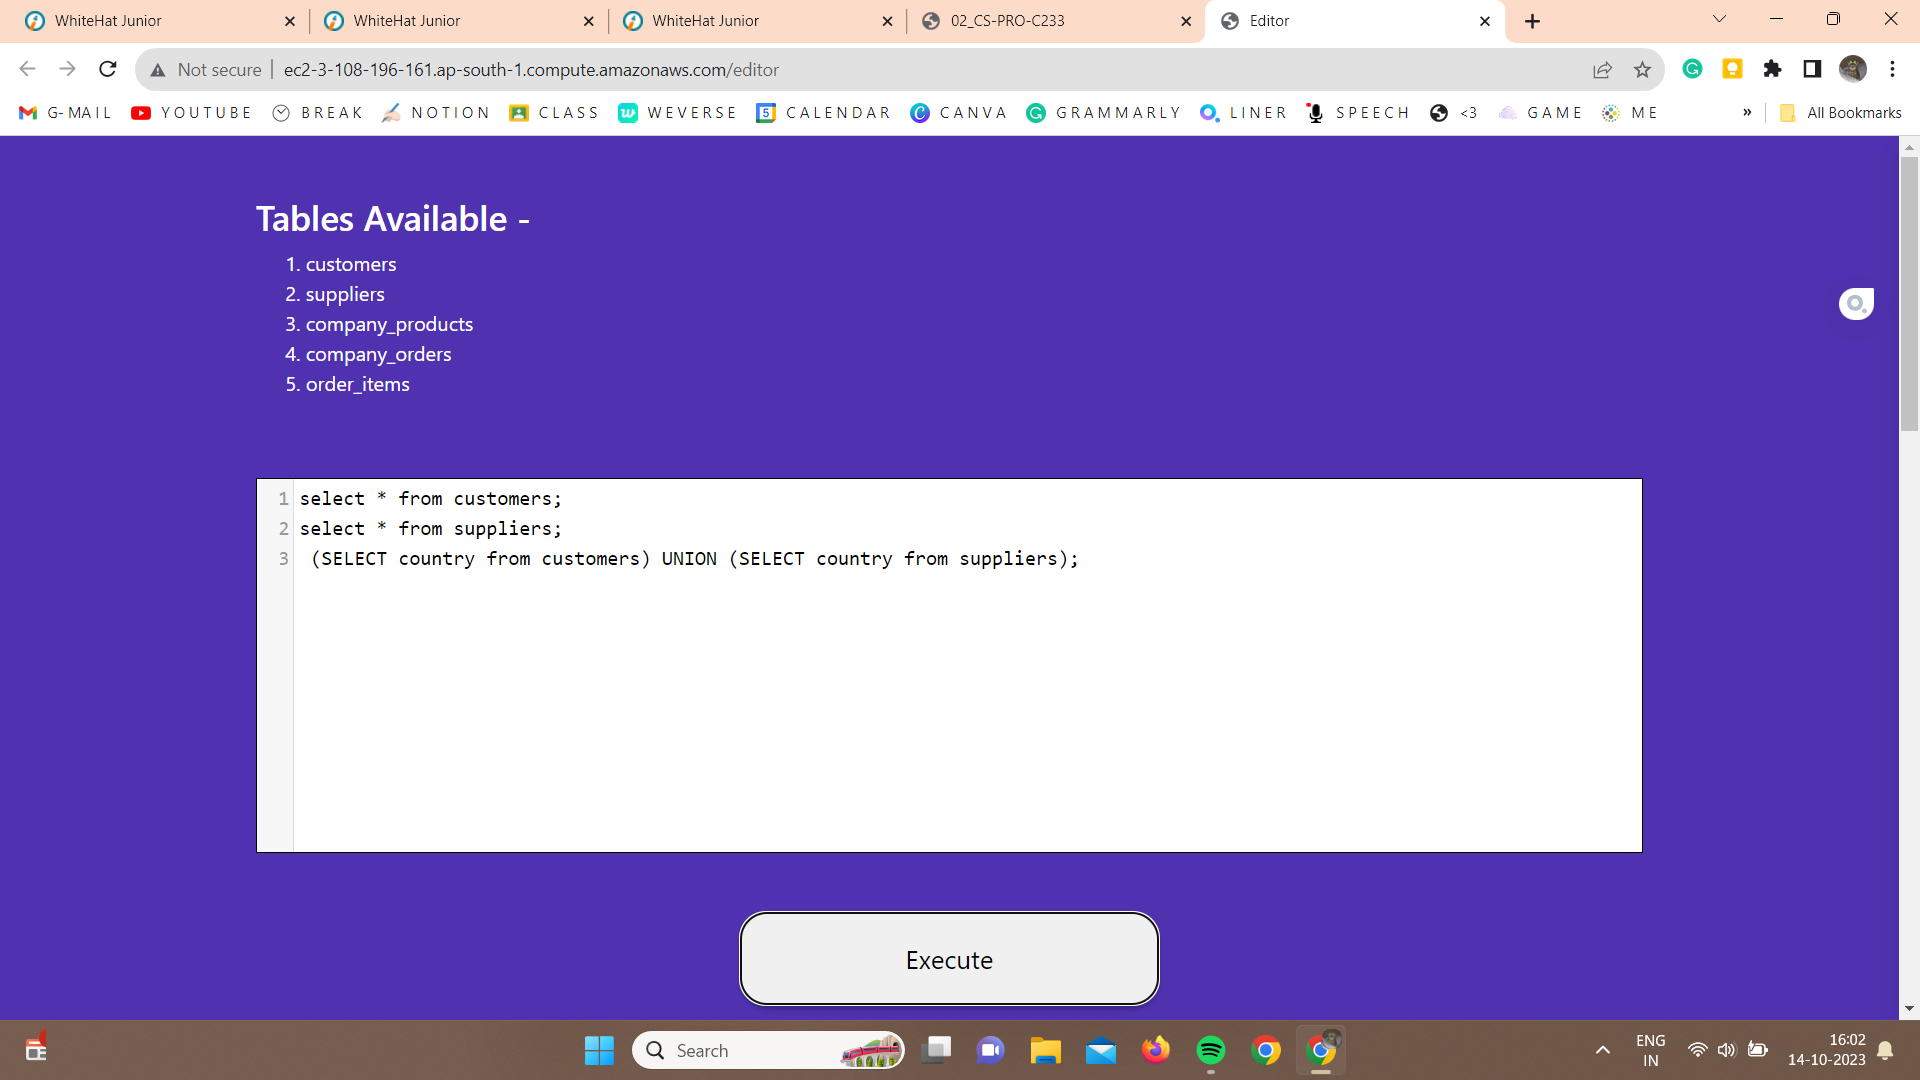 WhiteHat Junior
WhiteHat Junior
WhiteHat Junior
02_CS-PRO-C233
Editor
Not secure
ec2-3-108-196-161.ap-south-1.compute.amazonaws.com/editor
G-MAIL
YOUTUBE
BREAK
NOTION
CLASS
WEVERSE
CALENDAR
CANVA
GRAMMARLY
LINER
SPEECH
<3
GAME
ME
»
All Bookmarks
Tables Available -
1. customers
2. suppliers
3. company_products
4. company_orders
5. order_items
1 select * from customers;
2 select * from suppliers;
3 (SELECT country from customers) UNION (SELECT country from suppliers);
Execute
Search
ENG
IN
16:02
14-10-2023